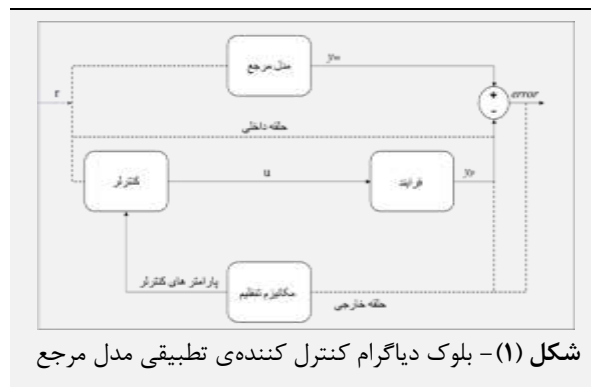 مدل مرجع
ym
r
error
+
-
حلقه داخلی
کنترلر
u
فرایند
yp
پارامتر های کنترلر
مکانیزم تنظیم
حلقه خارجی
شکل (۱)- بلوک دیاگرام کنترل کننده‌ی تطبیقی مدل مرجع